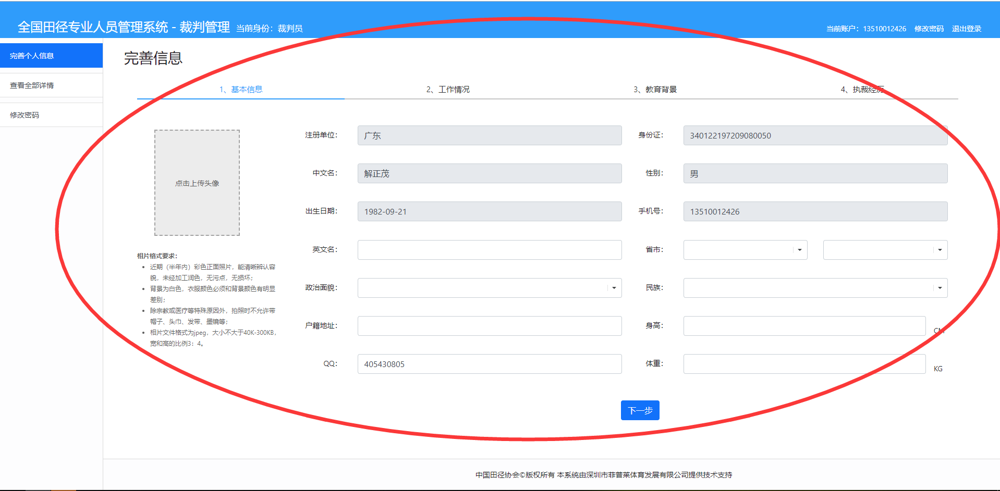 全国田径专业人员管理系统 - 裁判管理 当前身份：裁判员
当前账户：13510012426 修改密码 退出登录
完善个人信息
查看全部详情
修改密码
完善信息
1、基本信息 2、工作情况 3、教育背景 4、执裁经历
点击上传头像
相片格式要求：
近期（半年内）彩色正面照片，能清晰辨认容
貌，未经加工润色，无污点，无损坏；
背景为白色，衣服颜色必须和背景颜色有明显
差别；
除宗教或医疗等特殊原因外，拍照时不允许带
帽子、头巾、发带、墨镜等；
相片文件格式为jpeg，大小不大于40K-300KB，
宽和高的比例3：4。
注册单位： 广东 身份证： 340122197209080050
中文名： 解正茂 性别： 男
出生日期： 1982-09-21 手机号： 13510012426
英文名： 省市：
政治面貌： 民族：
户籍地址： 身高： CM
QQ： 405430805 体重： KG
下一步
中国田径协会©版权所有 本系统由深圳市菲普莱体育发展有限公司提供技术支持